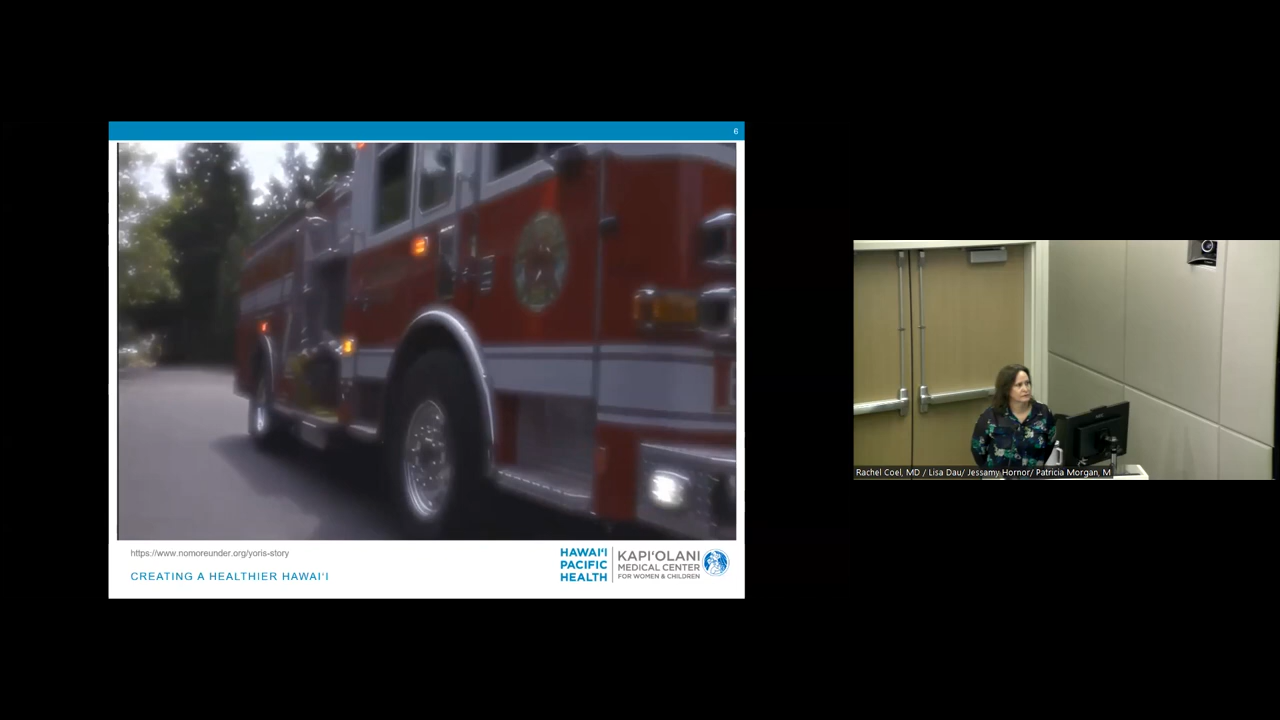 6
https://www.nomoreunder.org/yoris-story
CREATING A HEALTHIER HAWAI‘I
HAWAI‘I
PACIFIC
HEALTH
KAPI‘OLANI
MEDICAL CENTER
FOR WOMEN & CHILDREN
Rachel Coel, MD / Lisa Dau/ Jessamy Hornor/ Patricia Morgan, M